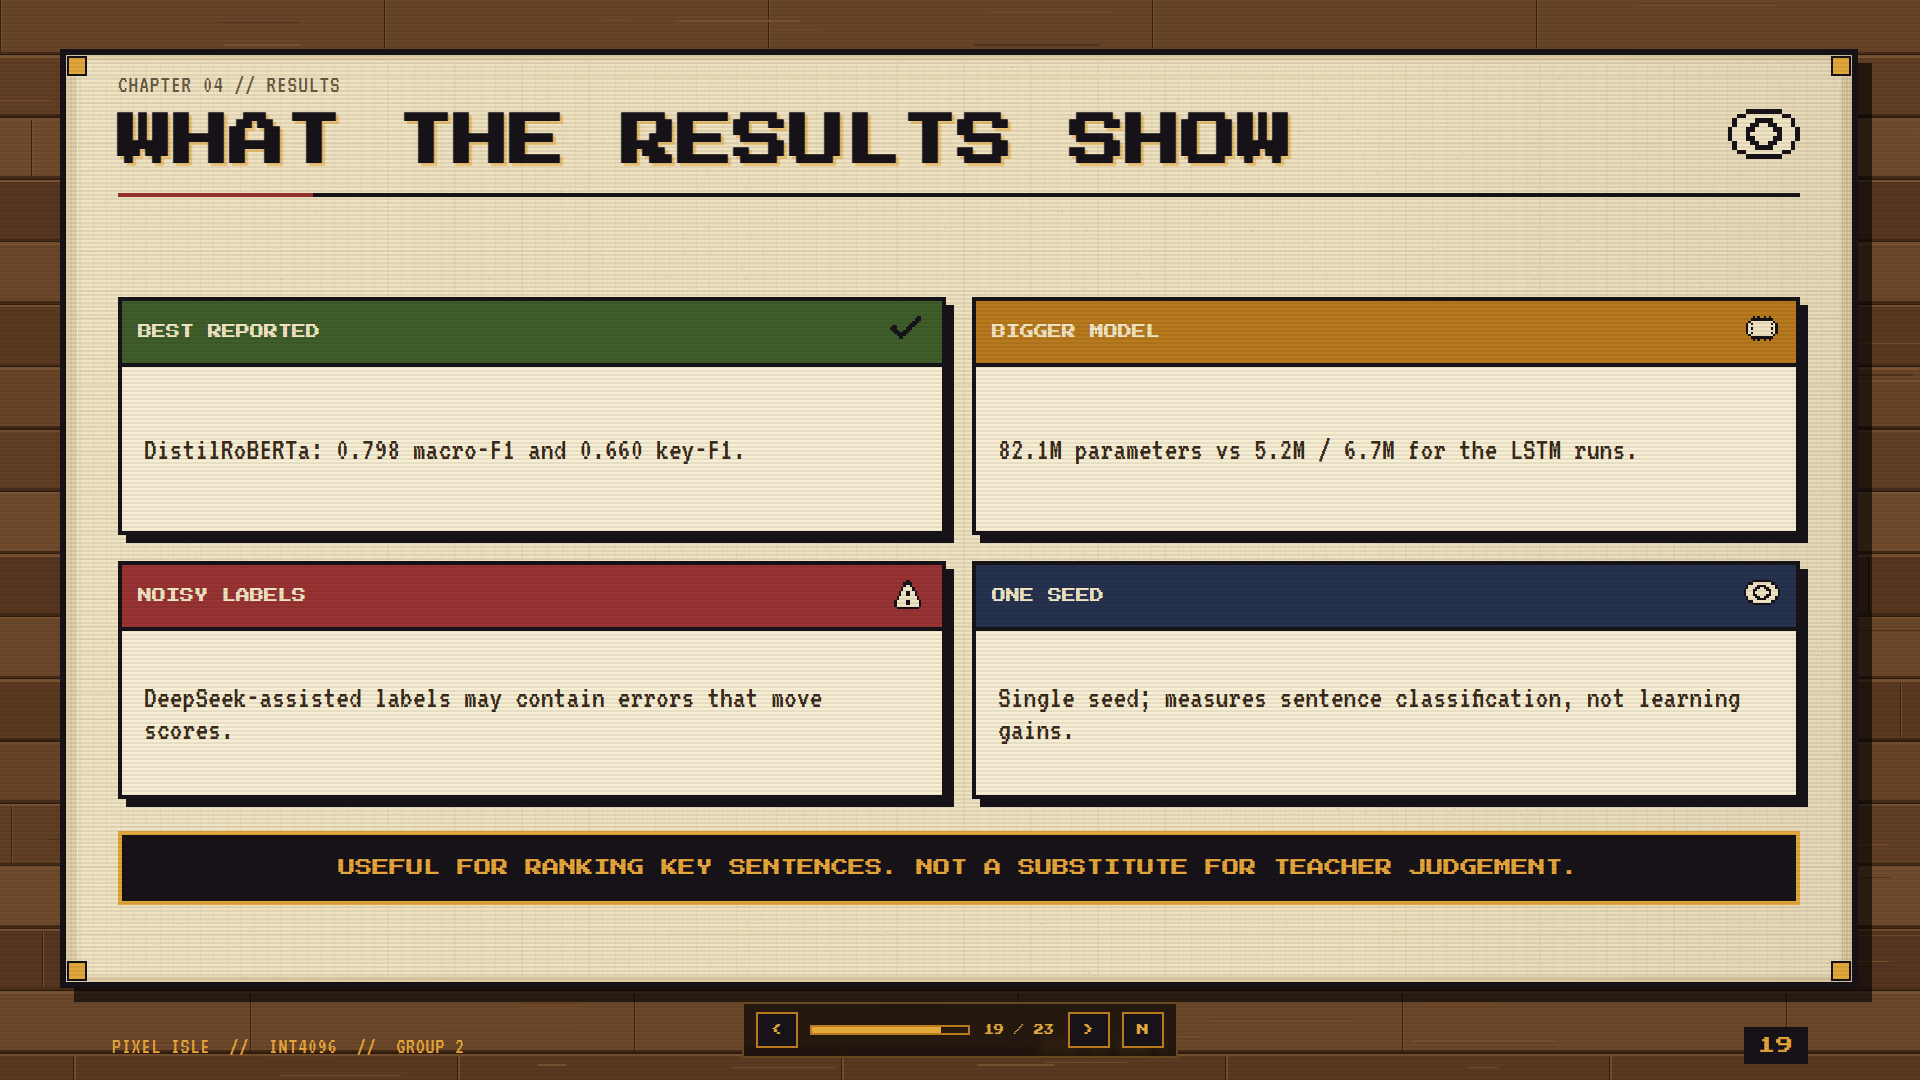 CHAPTER 04 // RESULTS
WHAT THE RESULTS SHOW
BEST REPORTED
DistilRoBERTa: 0.798 macro-F1 and 0.660 key-F1.
BIGGER MODEL
82.1M parameters vs 5.2M / 6.7M for the LSTM runs.
NOISY LABELS
DeepSeek-assisted labels may contain errors that move
scores.
ONE SEED
Single seed; measures sentence classification, not learning
gains.
USEFUL FOR RANKING KEY SENTENCES. NOT A SUBSTITUTE FOR TEACHER JUDGEMENT.
PIXEL ISLE // INT4096 // GROUP 2
< 19 / 23 > N
19